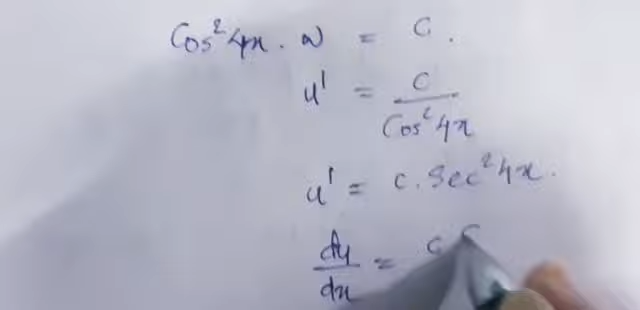 Cos²4x . w = C.
u' = C / Cos²4x
u' = C. Sec²4x.
du/dx = C